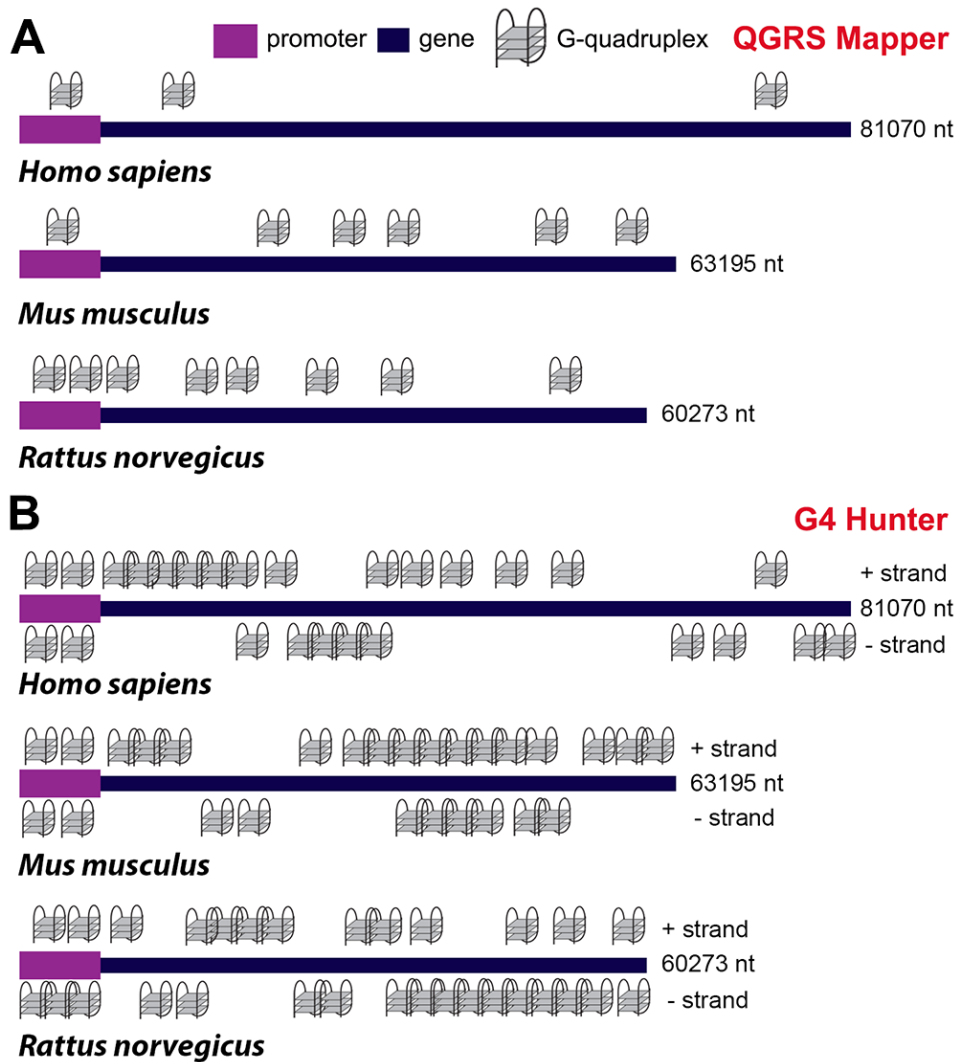 A promoter gene G-quadruplex QGRS Mapper
81070 nt
Homo sapiens
63195 nt
Mus musculus
60273 nt
Rattus norvegicus
B G4 Hunter
+ strand
81070 nt
- strand
Homo sapiens
+ strand
63195 nt
- strand
Mus musculus
+ strand
60273 nt
- strand
Rattus norvegicus